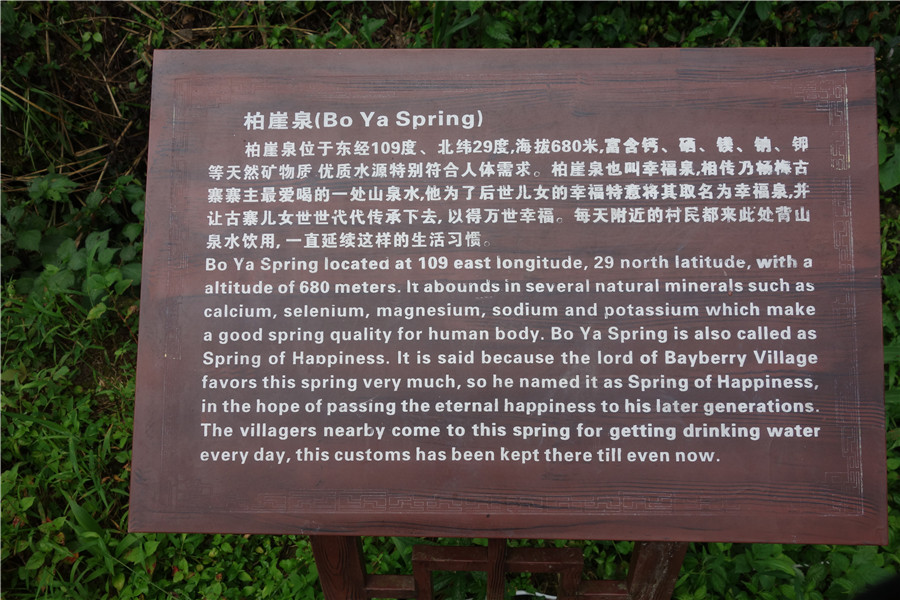 柏崖泉(Bo Ya Spring)
柏崖泉位于东经109度、北纬29度,海拔680米,富含钙、硒、镁、钠、钾
等天然矿物质 优质水源特别符合人体需求。柏崖泉也叫幸福泉,相传乃杨梅古
寨寨主最爱喝的一处山泉水,他为了后世儿女的幸福特意将其取名为幸福泉,并
让古寨儿女世世代代传承下去,以得万世幸福。每天附近的村民都来此处背山
泉水饮用,一直延续这样的生活习惯。
Bo Ya Spring located at 109 east longitude, 29 north latitude, with a
altitude of 680 meters. It abounds in several natural minerals such as
calcium, selenium, magnesium, sodium and potassium which make
a good spring quality for human body. Bo Ya Spring is also called as
Spring of Happiness. It is said because the lord of Bayberry Village
favors this spring very much, so he named it as Spring of Happiness,
in the hope of passing the eternal happiness to his later generations.
The villagers nearby come to this spring for getting drinking water
every day, this customs has been kept there till even now.